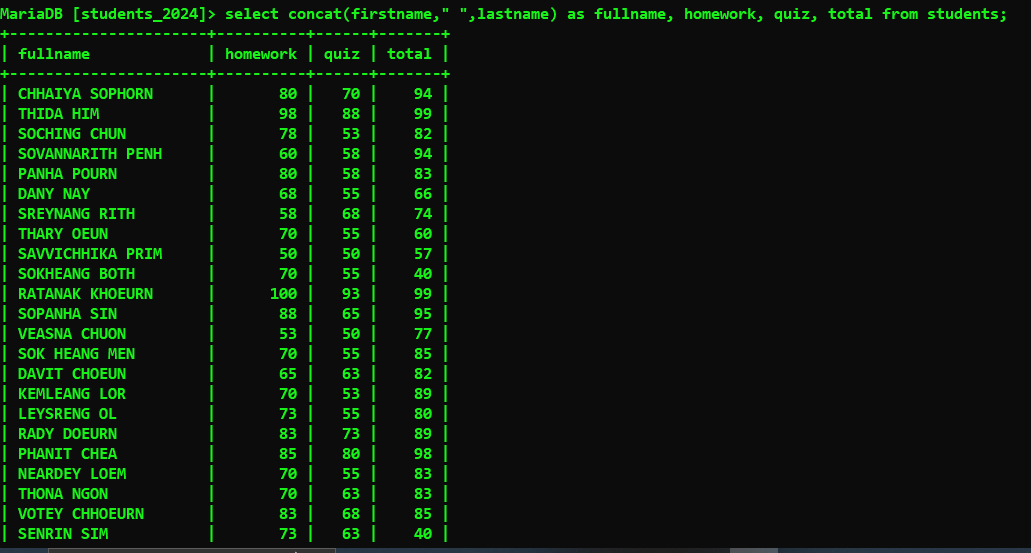 MariaDB [students_2024]> select concat(firstname," ",lastname) as fullname, homework, quiz, total from students;
+----------------------+----------+------+-------+
| fullname             | homework | quiz | total |
+----------------------+----------+------+-------+
| CHHAIYA SOPHORN      |       80 |   70 |    94 |
| THIDA HIM            |       98 |   88 |    99 |
| SOCHING CHUN         |       78 |   53 |    82 |
| SOVANNARITH PENH     |       60 |   58 |    94 |
| PANHA POURN          |       80 |   58 |    83 |
| DANY NAY             |       68 |   55 |    66 |
| SREYNANG RITH        |       58 |   68 |    74 |
| THARY OEUN           |       70 |   55 |    60 |
| SAVVICHHIKA PRIM     |       50 |   50 |    57 |
| SOKHEANG BOTH        |       70 |   55 |    40 |
| RATANAK KHOEURN      |      100 |   93 |    99 |
| SOPANHA SIN          |       88 |   65 |    95 |
| VEASNA CHUON         |       53 |   50 |    77 |
| SOK HEANG MEN        |       70 |   55 |    85 |
| DAVIT CHOEUN         |       65 |   63 |    82 |
| KEMLEANG LOR         |       70 |   53 |    89 |
| LEYSRENG OL          |       73 |   55 |    80 |
| RADY DOEURN          |       83 |   73 |    89 |
| PHANIT CHEA          |       85 |   80 |    98 |
| NEARDEY LOEM         |       70 |   55 |    83 |
| THONA NGON           |       70 |   63 |    83 |
| VOTEY CHHOEURN       |       83 |   68 |    85 |
| SENRIN SIM           |       73 |   63 |    40 |